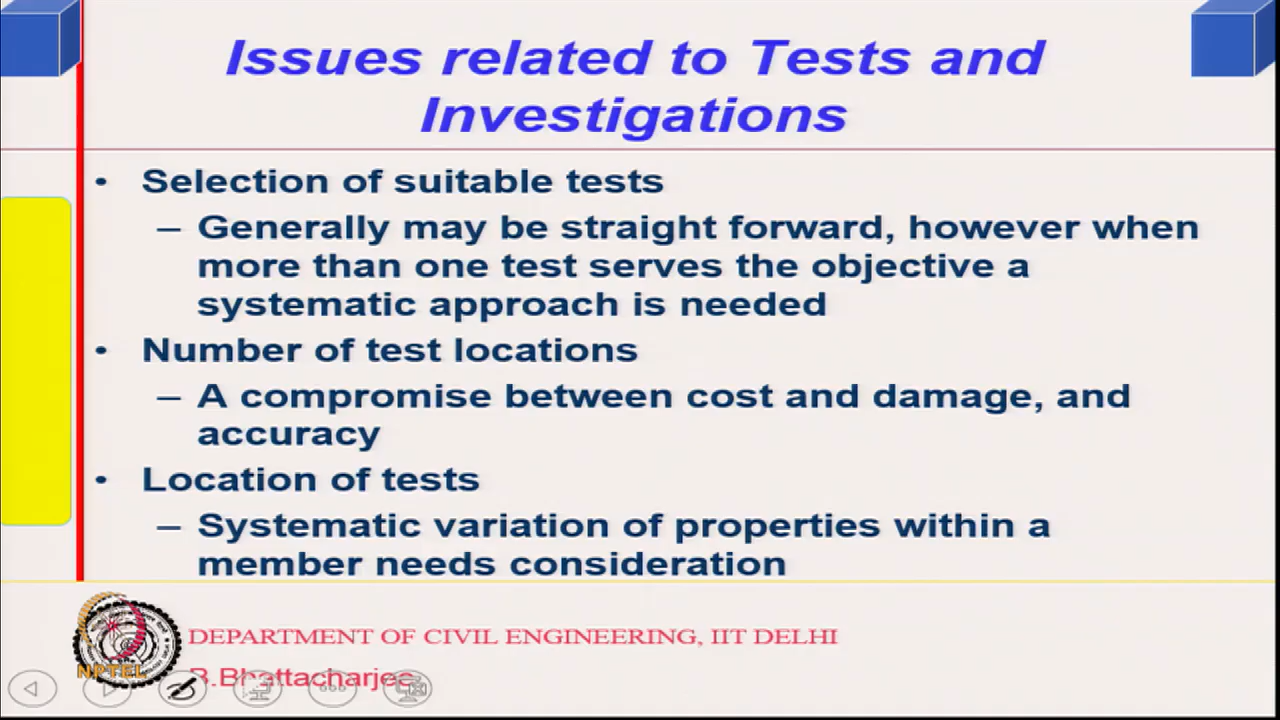 Issues related to Tests and
Investigations
• Selection of suitable tests
– Generally may be straight forward, however when
more than one test serves the objective a
systematic approach is needed
• Number of test locations
– A compromise between cost and damage, and
accuracy
• Location of tests
– Systematic variation of properties within a
member needs consideration
DEPARTMENT OF CIVIL ENGINEERING, IIT DELHI
NPTEL
B.Bhattacharjee